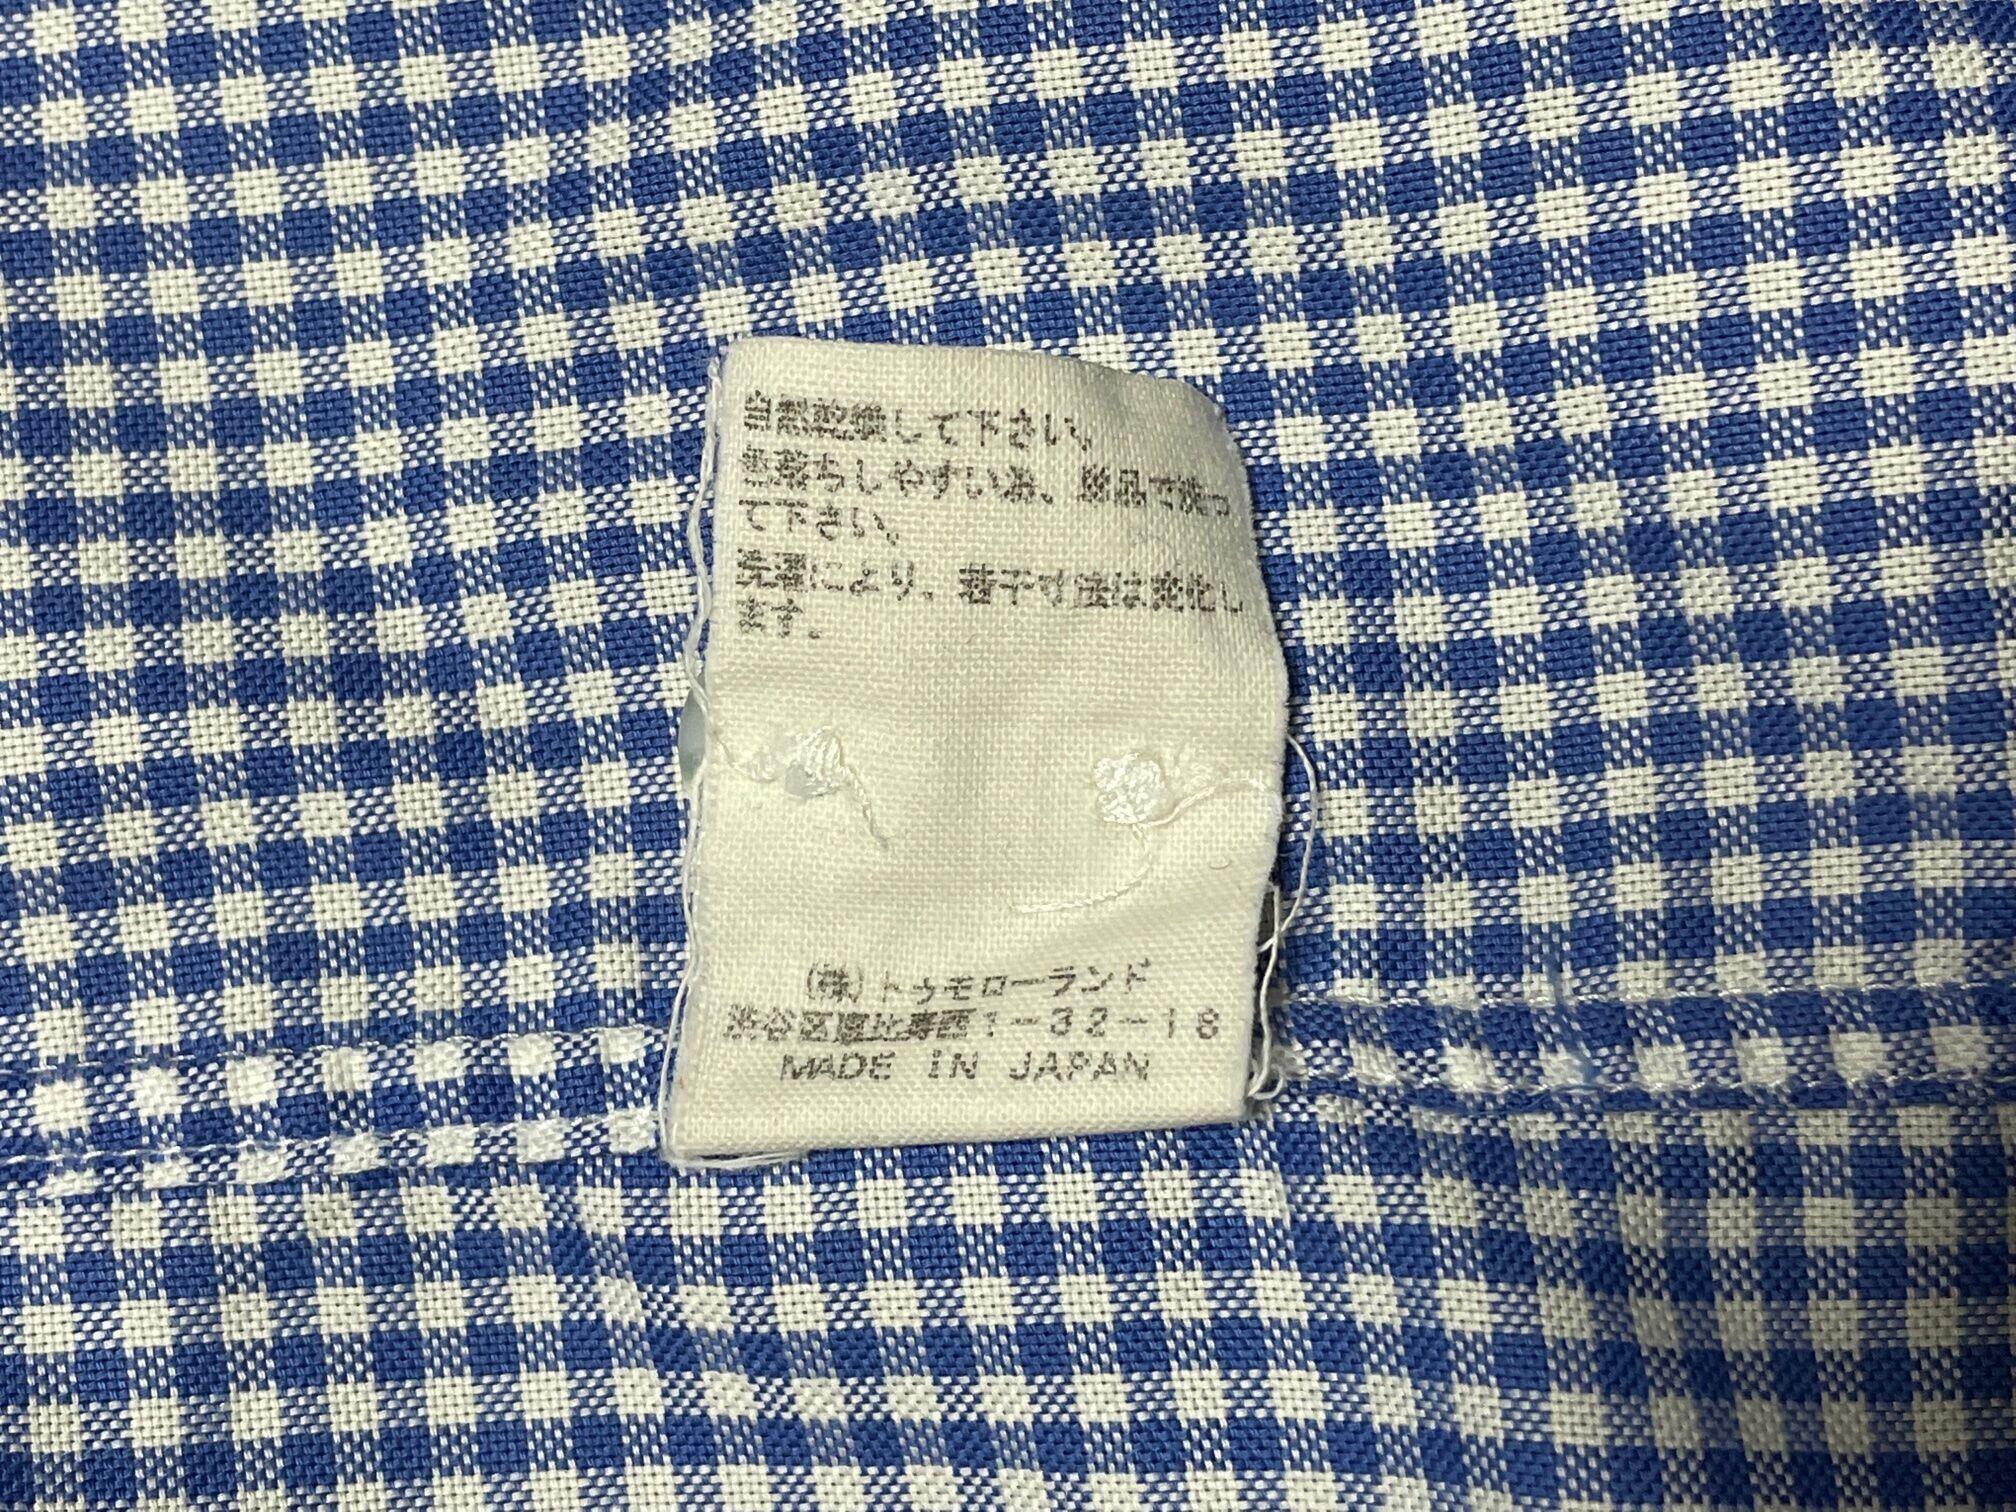 自然乾燥して下さい。
色落ちしやすい為、単品で洗っ
て下さい。
洗濯により、若干寸法は変化し
ます。
(株)トゥモローランド
渋谷区恵比寿西1-32-18
MADE IN JAPAN